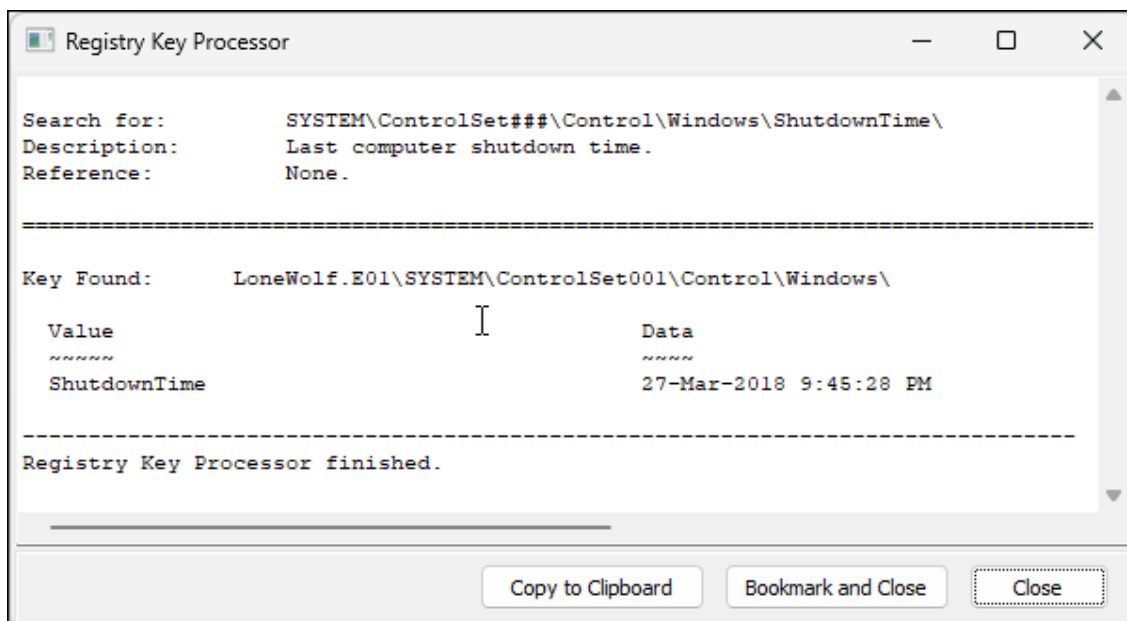 Registry Key Processor
Search for: SYSTEM\ControlSet###\Control\Windows\ShutdownTime\
Description: Last computer shutdown time.
Reference: None.
================================================================================
Key Found: LoneWolf.E01\SYSTEM\ControlSet001\Control\Windows\
Value Data
~~~~~ ~~~~
ShutdownTime 27-Mar-2018 9:45:28 PM
--------------------------------------------------------------------------------
Registry Key Processor finished.
Copy to Clipboard Bookmark and Close Close